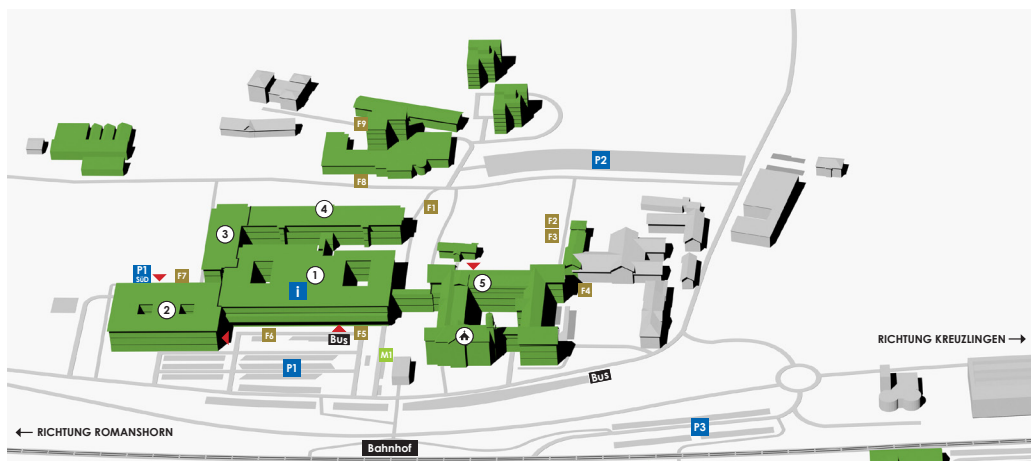 F9
P2
F8
4
F1
F2
3
F3
P1
SÜD
F7
1
5
i
F4
2
F6
Bus
F5
RICHTUNG KREUZLINGEN →
M1
P1
Bus
← RICHTUNG ROMANSHORN
P3
Bahnhof